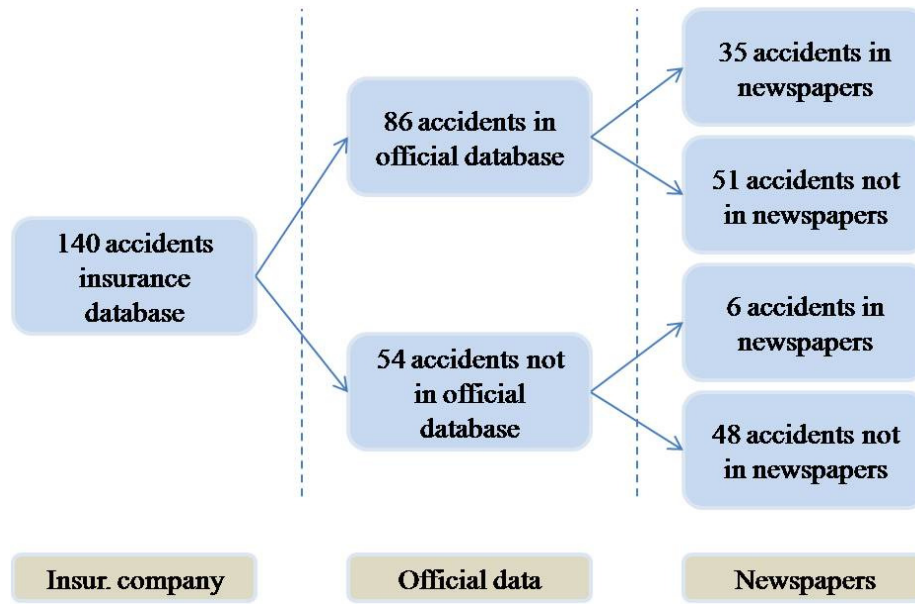 140 accidents
insurance
database
86 accidents in
official database
54 accidents not
in official
database
35 accidents in
newspapers
51 accidents not
in newspapers
6 accidents in
newspapers
48 accidents not
in newspapers
Insur. company
Official data
Newspapers